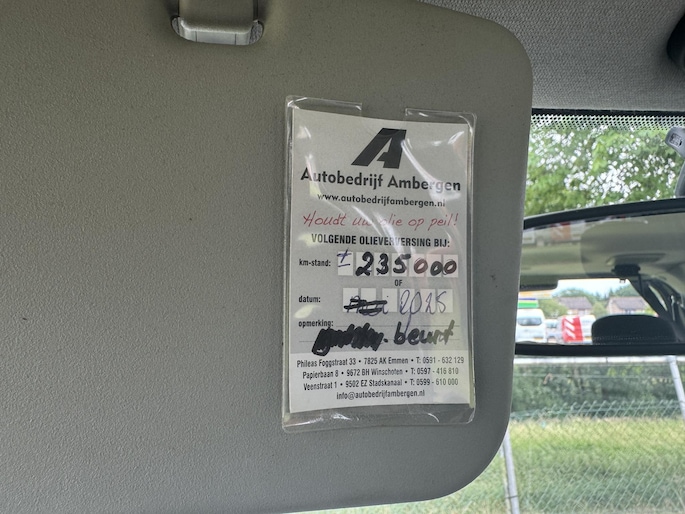 A
Autobedrijf Ambergen
www.autobedrijfambergen.nl
Houdt uw olie op peil!
VOLGENDE OLIEVERVERSING BIJ:
km-stand: ± 235000
OF
datum: 2025
opmerking: beurt
Phileas Foggstraat 33 • 7825 AK Emmen • T: 0591 - 632 129
Papierbaan 8 • 9672 BH Winschoten • T: 0597 - 416 810
Veenstraat 1 • 9502 EZ Stadskanaal • T: 0599 - 610 000
info@autobedrijfambergen.nl